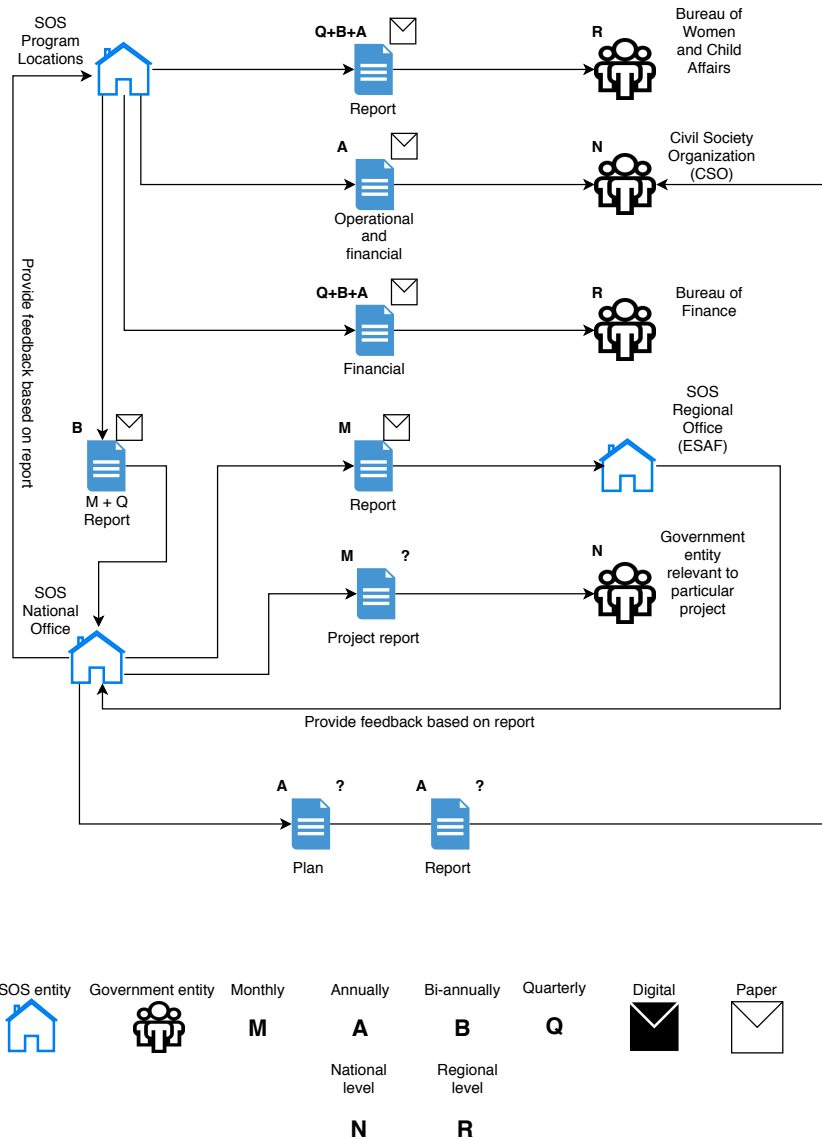 SOS
Program
Locations
Q+B+A
Report
R
Bureau of
Women
and Child
Affairs
A
Operational
and
financial
N
Civil Society
Organization
(CSO)
Q+B+A
Financial
R
Bureau of
Finance
Provide feedback based on report
B
M + Q
Report
M
Report
SOS
Regional
Office
(ESAF)
SOS
National
Office
M
?
Project report
N
Government
entity
relevant to
particular
project
Provide feedback based on report
A
?
Plan
A
?
Report
SOS entity
Government entity
Monthly
M
Annually
A
Bi-annually
B
Quarterly
Q
Digital
Paper
National
level
N
Regional
level
R